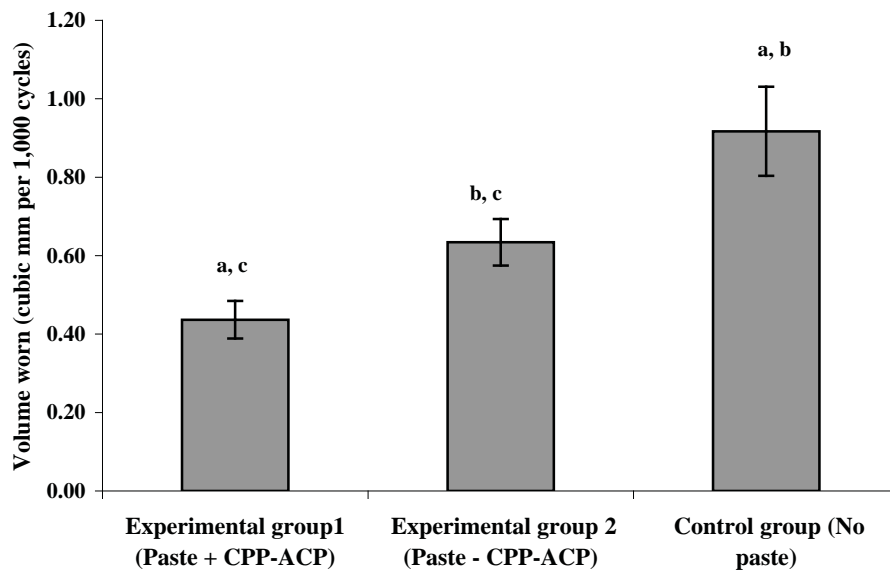 Volume worn (cubic mm per 1,000 cycles)
1.20
1.00
0.80
0.60
0.40
0.20
0.00
a, c
b, c
a, b
Experimental group1
(Paste + CPP-ACP)
Experimental group 2
(Paste - CPP-ACP)
Control group (No
paste)